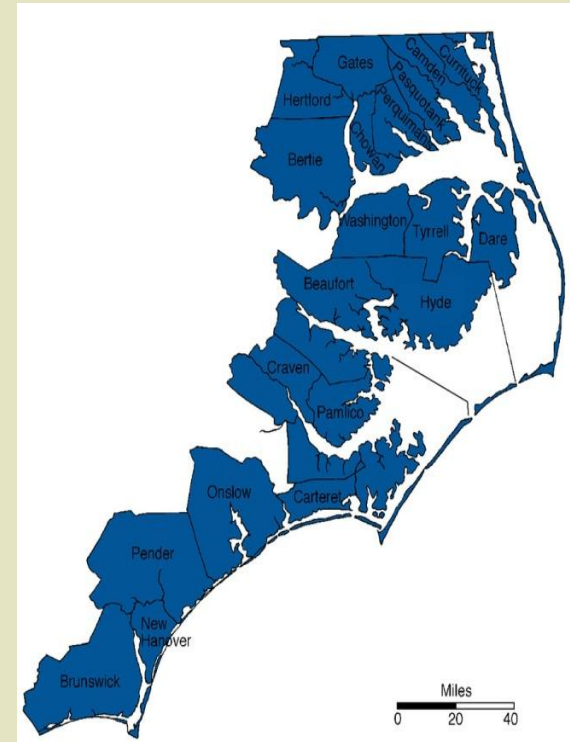 Gates
Camden
Currituck
Pasquotank
Perquimans
Hertford
Chowan
Bertie
Washington
Tyrrell
Dare
Beaufort
Hyde
Craven
Pamlico
Onslow
Carteret
Pender
New
Hanover
Brunswick
Miles
0 20 40